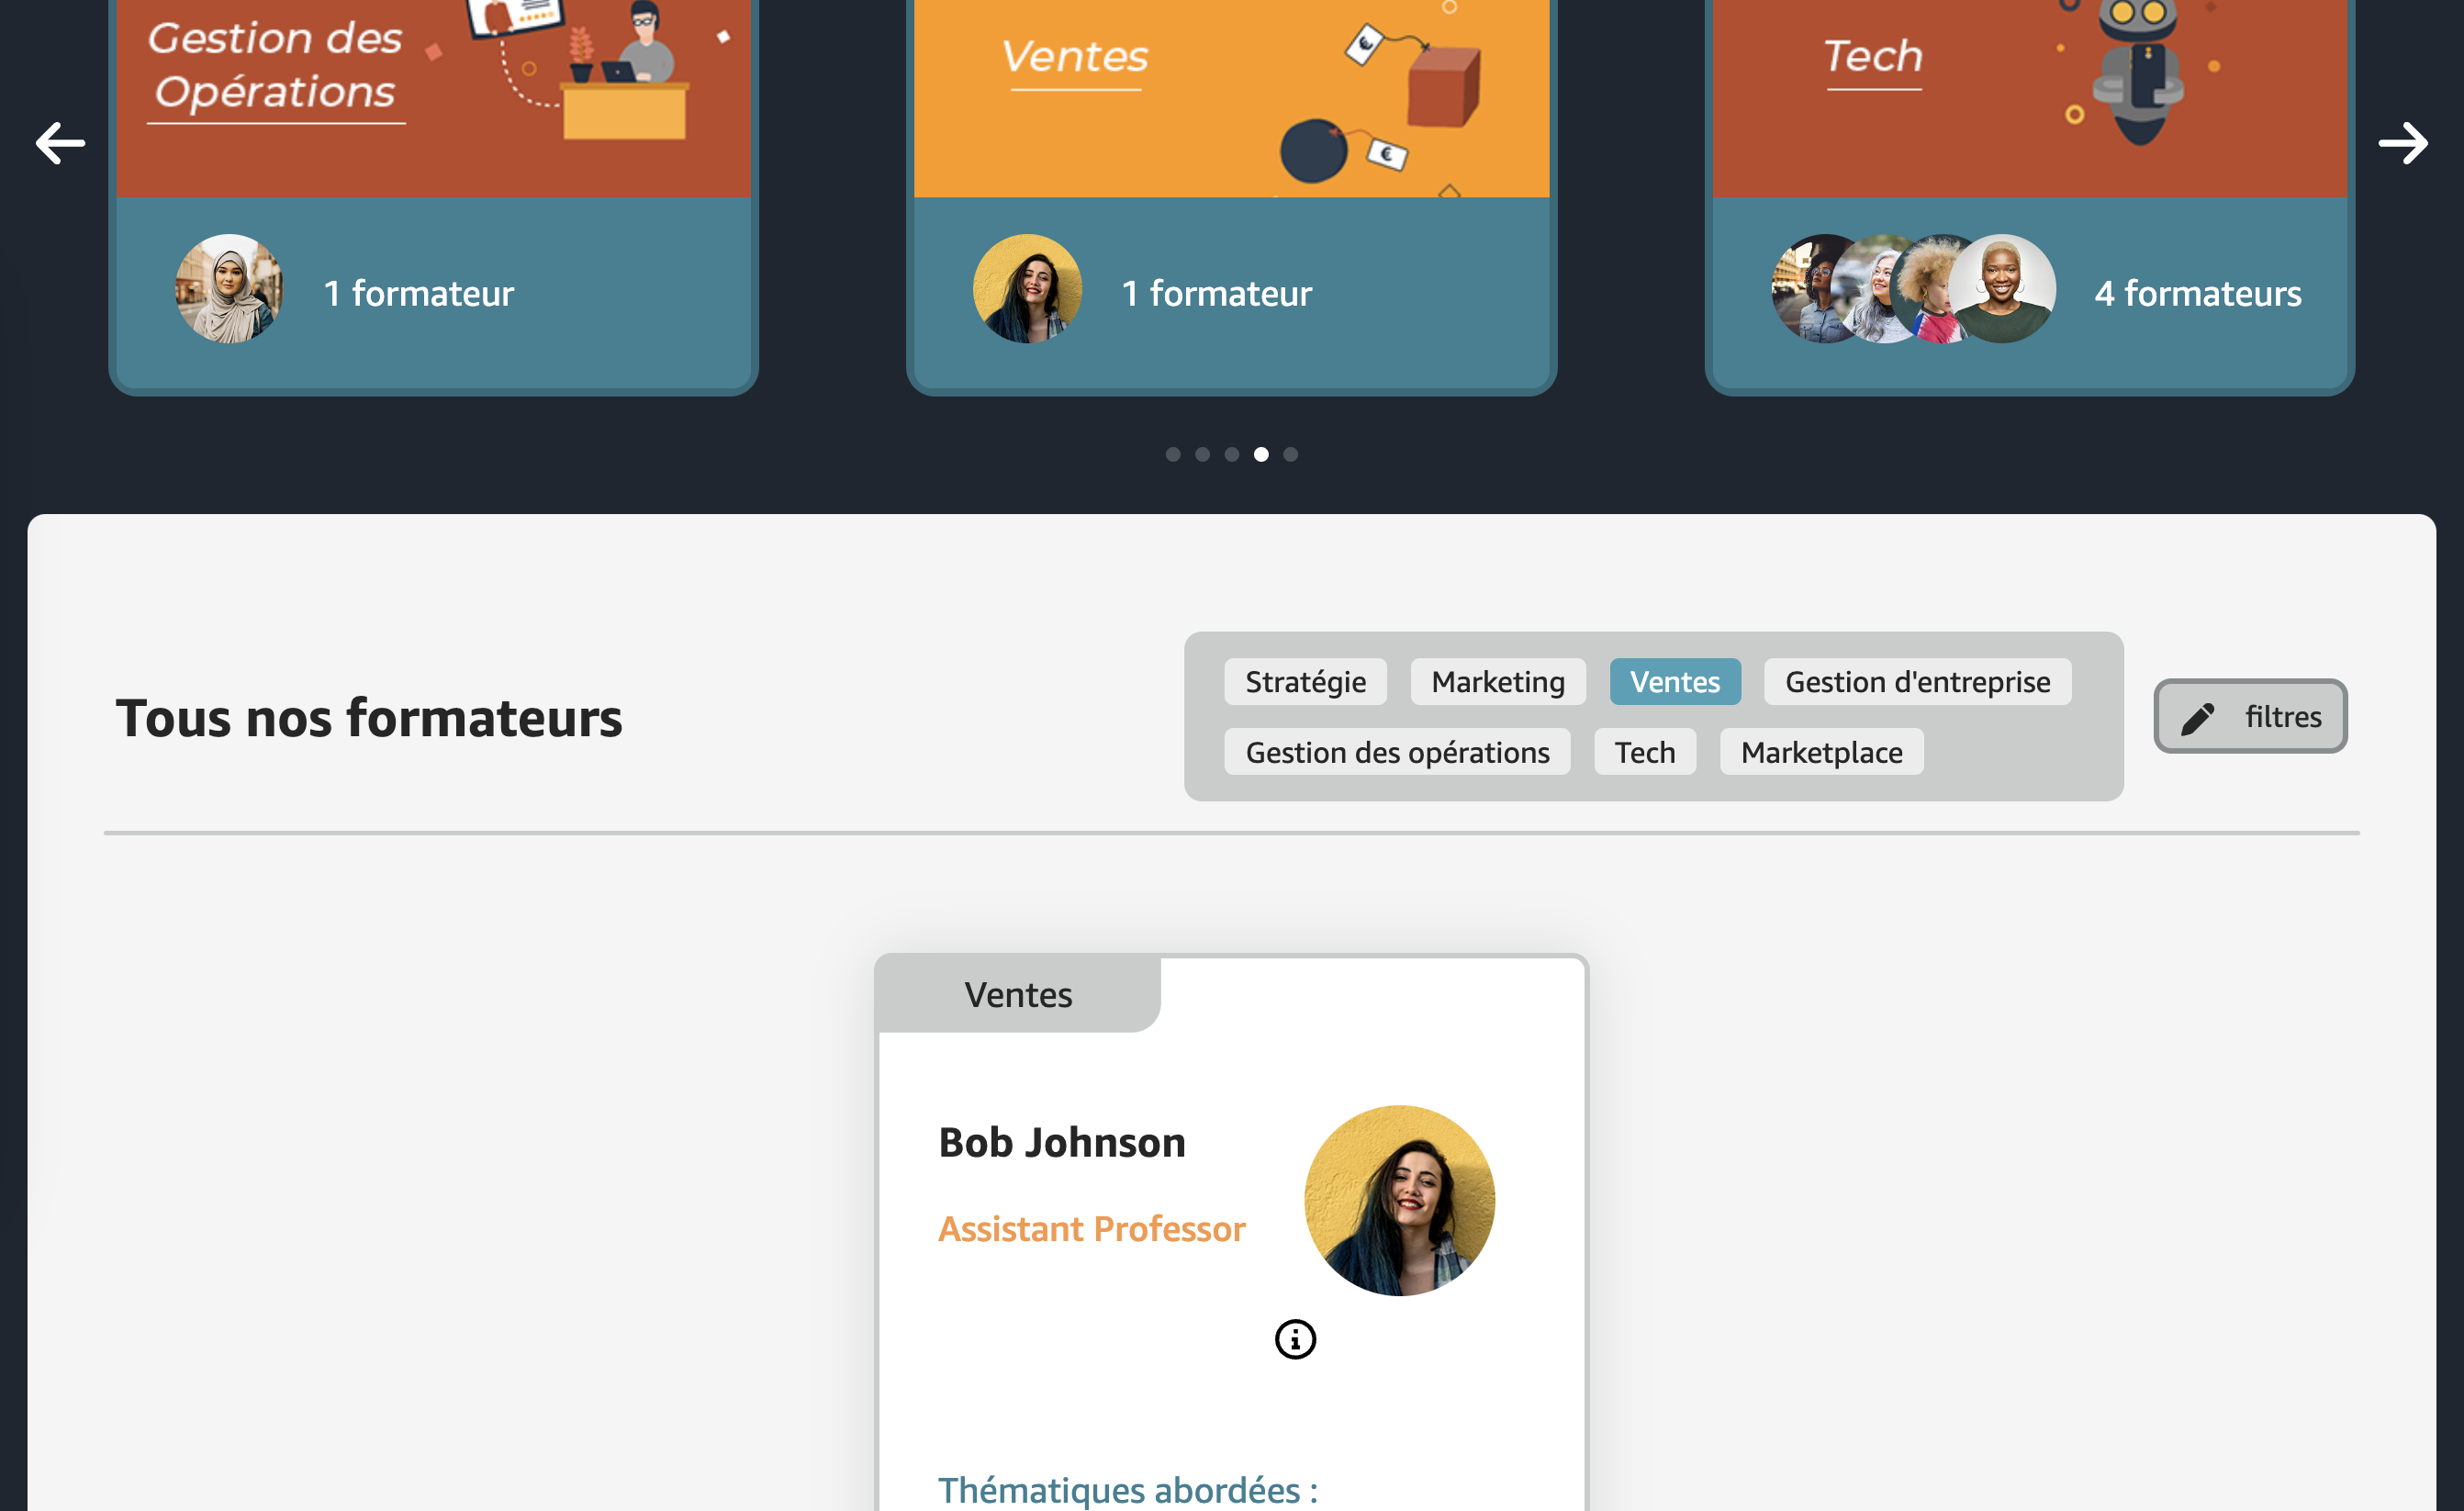 Gestion des
Opérations
Ventes
€
€
Tech
1 formateur
1 formateur
4 formateurs
Tous nos formateurs
Stratégie
Marketing
Ventes
Gestion d'entreprise
Gestion des opérations
Tech
Marketplace
filtres
Ventes
Bob Johnson
Assistant Professor
Thématiques abordées :